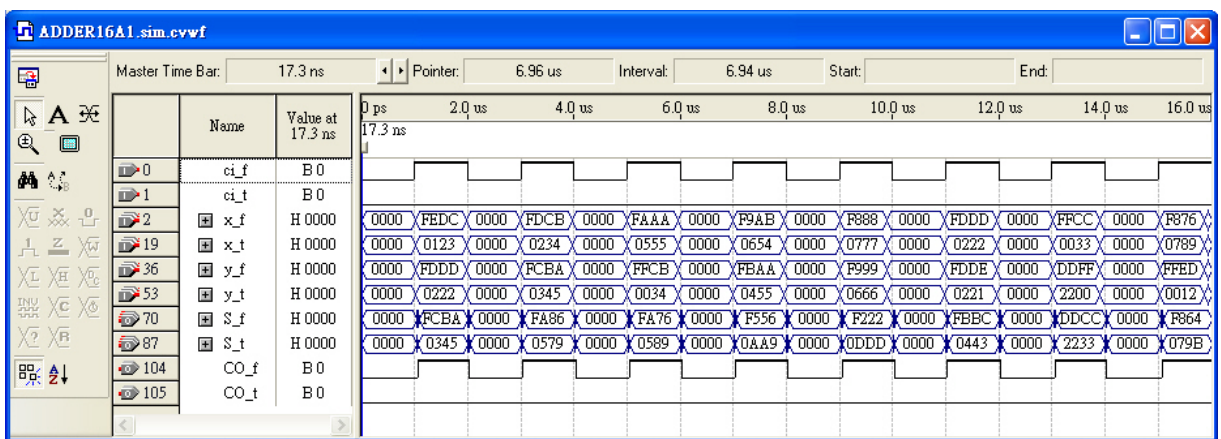 ADDER16A1.sim.cvwf
Master Time Bar: 17.3 ns Pointer: 6.96 us Interval: 6.94 us Start: End:
Name Value at 17.3 ns 0 ps 2.0 us 4.0 us 6.0 us 8.0 us 10.0 us 12.0 us 14.0 us 16.0 us
17.3 ns
0 ci_f B 0
1 ci_t B 0
2 x_f H 0000 0000 FEDC 0000 FDCB 0000 FAAA 0000 F9AB 0000 F888 0000 FDDD 0000 FFCC 0000 F876
19 x_t H 0000 0000 0123 0000 0234 0000 0555 0000 0654 0000 0777 0000 0222 0000 0033 0000 0789
36 y_f H 0000 0000 FDDD 0000 FCBA 0000 FFCB 0000 FBAA 0000 F999 0000 FDDE 0000 DDFF 0000 FFED
53 y_t H 0000 0000 0222 0000 0345 0000 0034 0000 0455 0000 0666 0000 0221 0000 2200 0000 0012
70 S_f H 0000 0000 FCBA 0000 FA86 0000 FA76 0000 F556 0000 F222 0000 FBBC 0000 DDCC 0000 F864
87 S_t H 0000 0000 0345 0000 0579 0000 0589 0000 0AA9 0000 0DDD 0000 0443 0000 2233 0000 079B
104 CO_f B 0
105 CO_t B 0